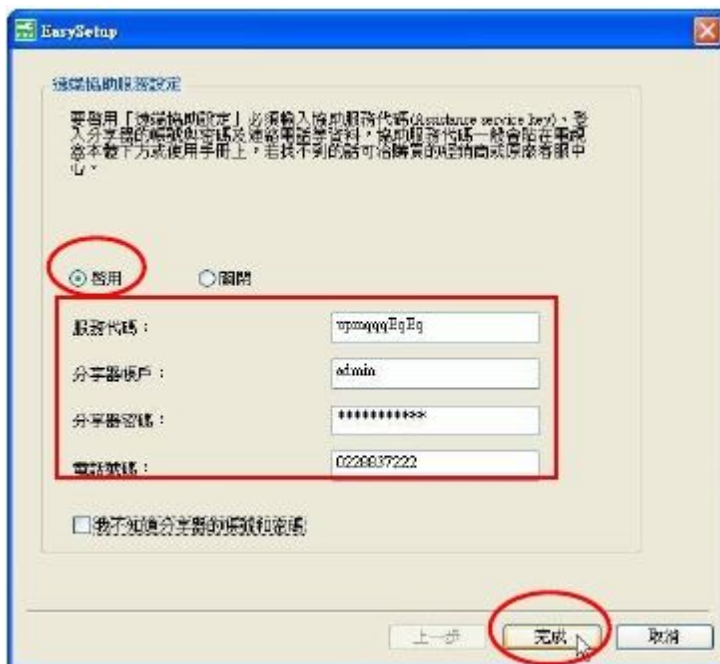 EasySetup
遠端協助服務設定
要啓用「遠端協助設定」必須輸入協助服務代碼(Assistance service key)、登
入分享器的帳號與密碼及連絡電話等資料，協助服務代碼一般會貼在電視
盒本體下方或使用手冊上，若找不到的話可洽購買的經銷商或原廠客服中
心。
啓用 關閉
服務代碼： vpmqqqEqEq
分享器帳戶： admin
分享器密碼： ***********
電話號碼： 0228837222
我不知道分享器的帳號和密碼
上一步 完成 取消